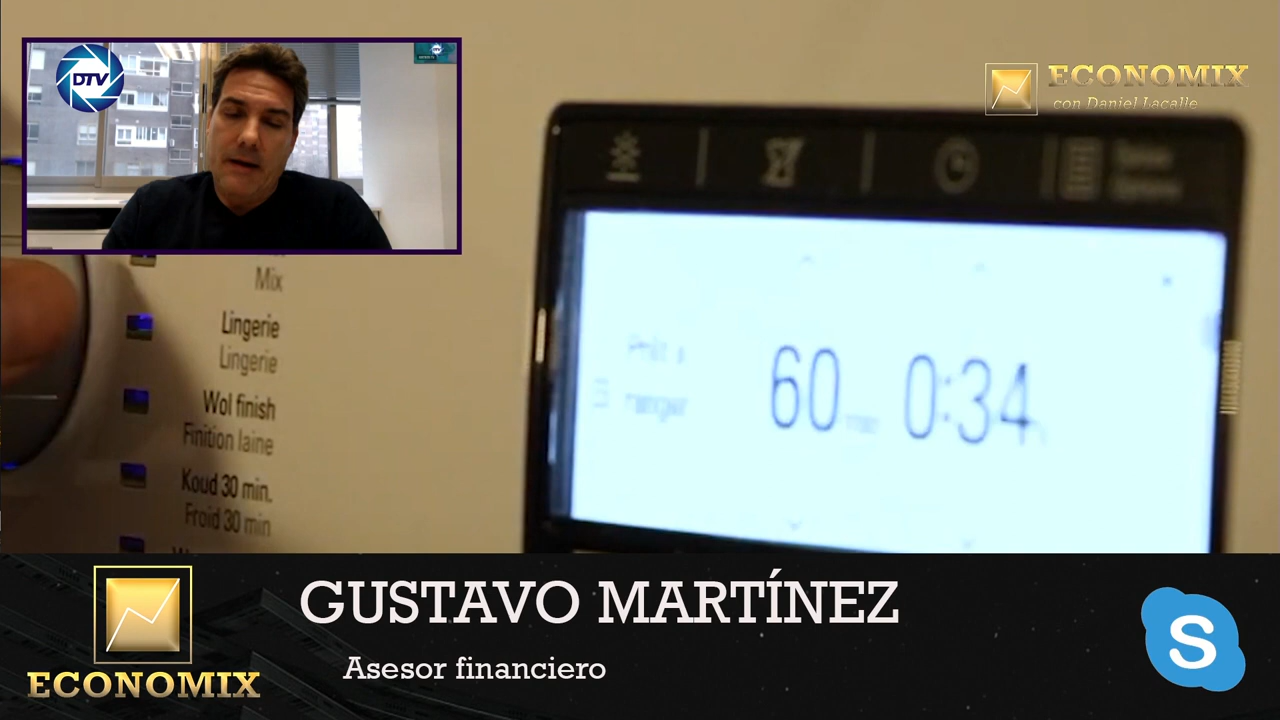 DTV
ECONOMIX
con Daniel Lacalle
Mix
Lingerie
Lingerie
Wol finish
Finition laine
Koud 30 min.
Froid 30 min
60 0:34
GUSTAVO MARTÍNEZ
Asesor financiero
ECONOMIX
S